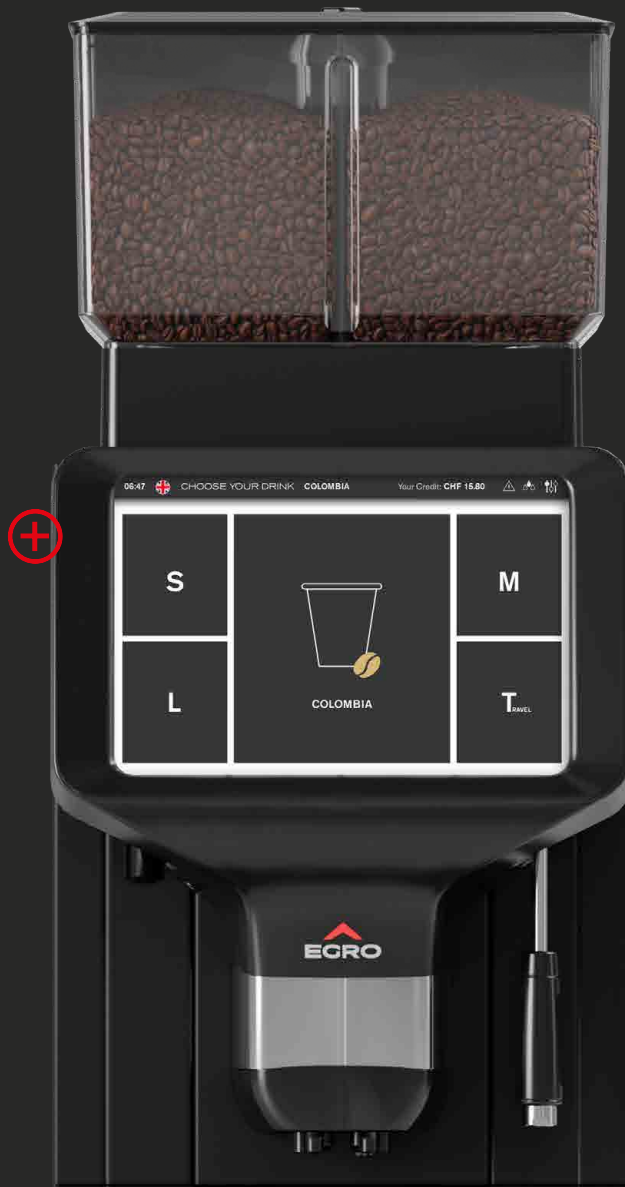 06:47 CHOOSE YOUR DRINK COLOMBIA Your Credit: CHF 15.80
S
M
COLOMBIA
L
TRAVEL
EGRO